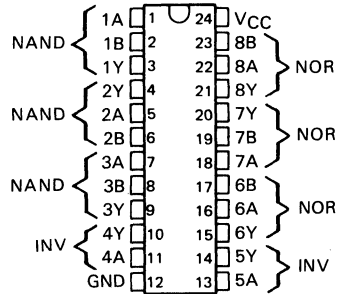 1A 1 24 VCC
NAND 1B 2 23 8B
1Y 3 22 8A NOR
2Y 4 21 8Y
NAND 2A 5 20 7Y
2B 6 19 7B NOR
3A 7 18 7A
NAND 3B 8 17 6B
3Y 9 16 6A NOR
4Y 10 15 6Y
INV 4A 11 14 5Y INV
GND 12 13 5A